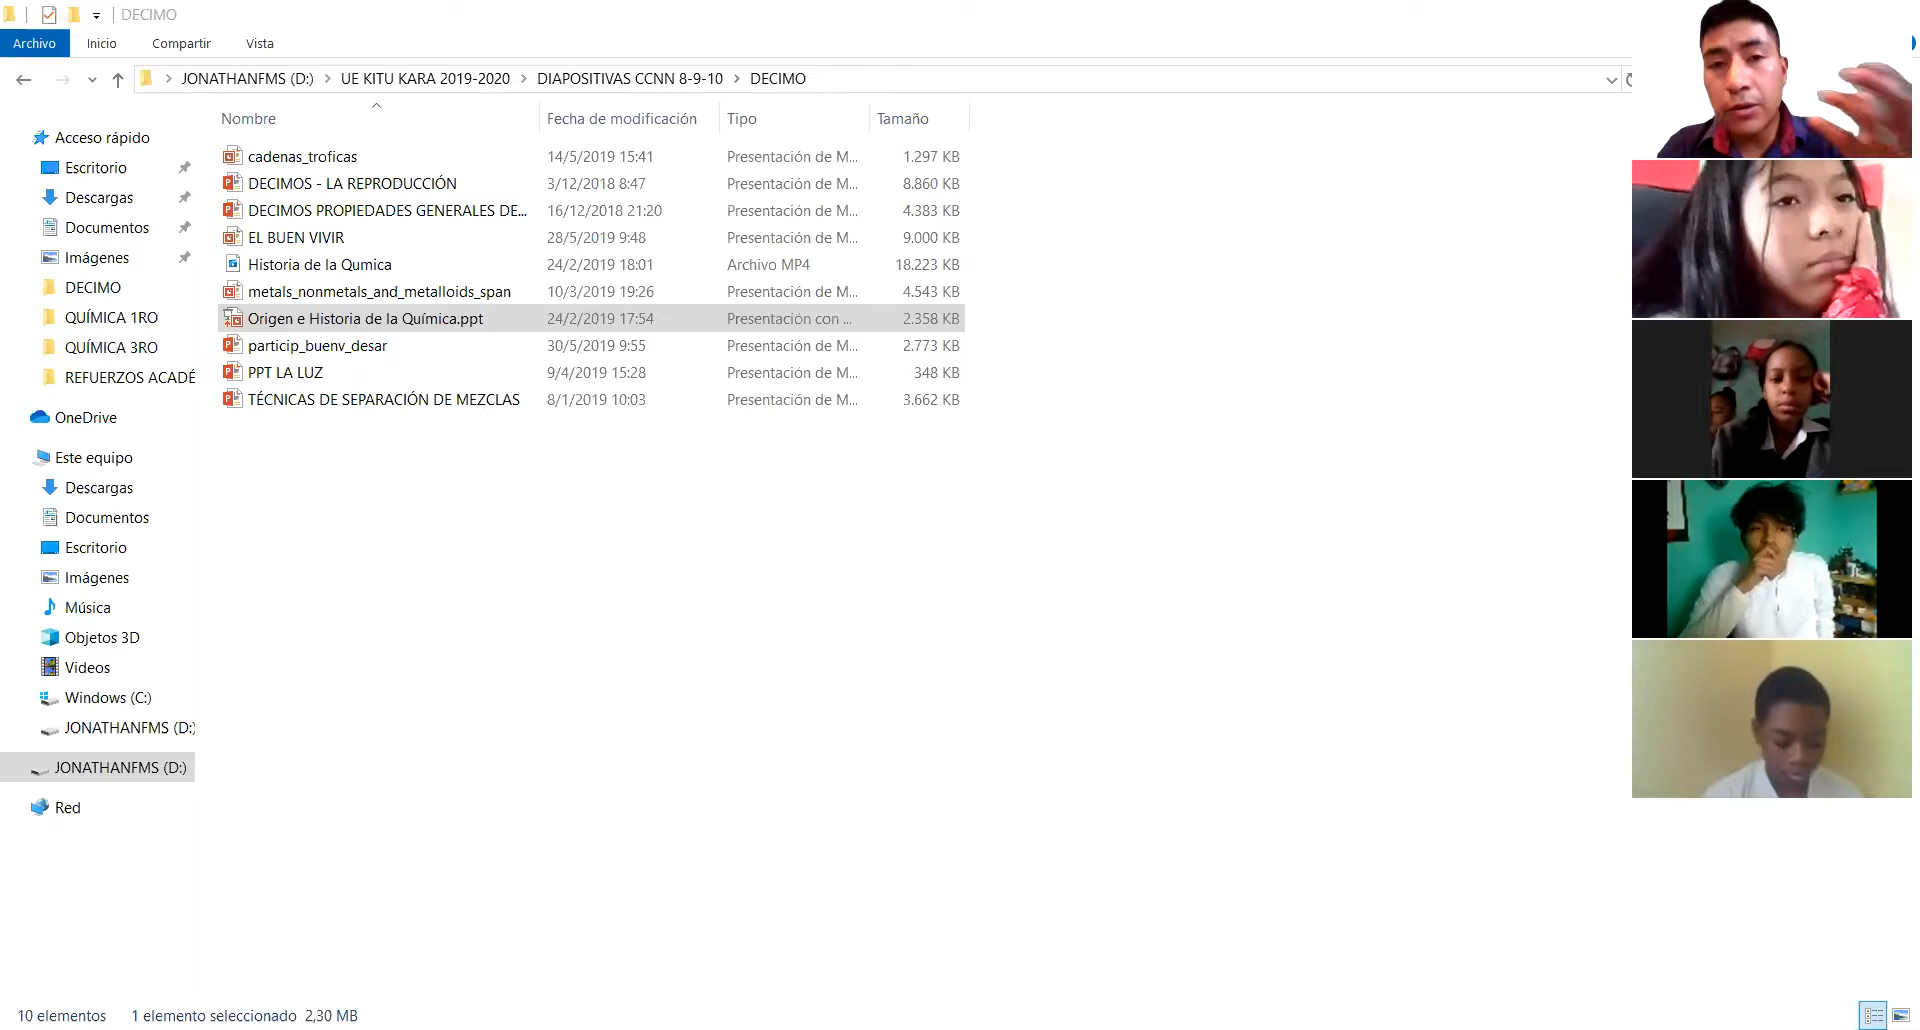 DECIMO
Archivo Inicio Compartir Vista
JONATHANFMS (D:) > UE KITU KARA 2019-2020 > DIAPOSITIVAS CCNN 8-9-10 > DECIMO
Nombre Fecha de modificación Tipo Tamaño
cadenas_troficas 14/5/2019 15:41 Presentación de M... 1.297 KB
DECIMOS - LA REPRODUCCIÓN 3/12/2018 8:47 Presentación de M... 8.860 KB
DECIMOS PROPIEDADES GENERALES DE... 16/12/2018 21:20 Presentación de M... 4.383 KB
EL BUEN VIVIR 28/5/2019 9:48 Presentación de M... 9.000 KB
Historia de la Qumica 24/2/2019 18:01 Archivo MP4 18.223 KB
metals_nonmetals_and_metalloids_span 10/3/2019 19:26 Presentación de M... 4.543 KB
Origen e Historia de la Química.ppt 24/2/2019 17:54 Presentación con ... 2.358 KB
particip_buenv_desar 30/5/2019 9:55 Presentación de M... 2.773 KB
PPT LA LUZ 9/4/2019 15:28 Presentación de M... 348 KB
TÉCNICAS DE SEPARACIÓN DE MEZCLAS 8/1/2019 10:03 Presentación de M... 3.662 KB
Acceso rápido
Escritorio
Descargas
Documentos
Imágenes
DECIMO
QUÍMICA 1RO
QUÍMICA 3RO
REFUERZOS ACADÉ
OneDrive
Este equipo
Descargas
Documentos
Escritorio
Imágenes
Música
Objetos 3D
Videos
Windows (C:)
JONATHANFMS (D:)
JONATHANFMS (D:)
Red
10 elementos 1 elemento seleccionado 2,30 MB